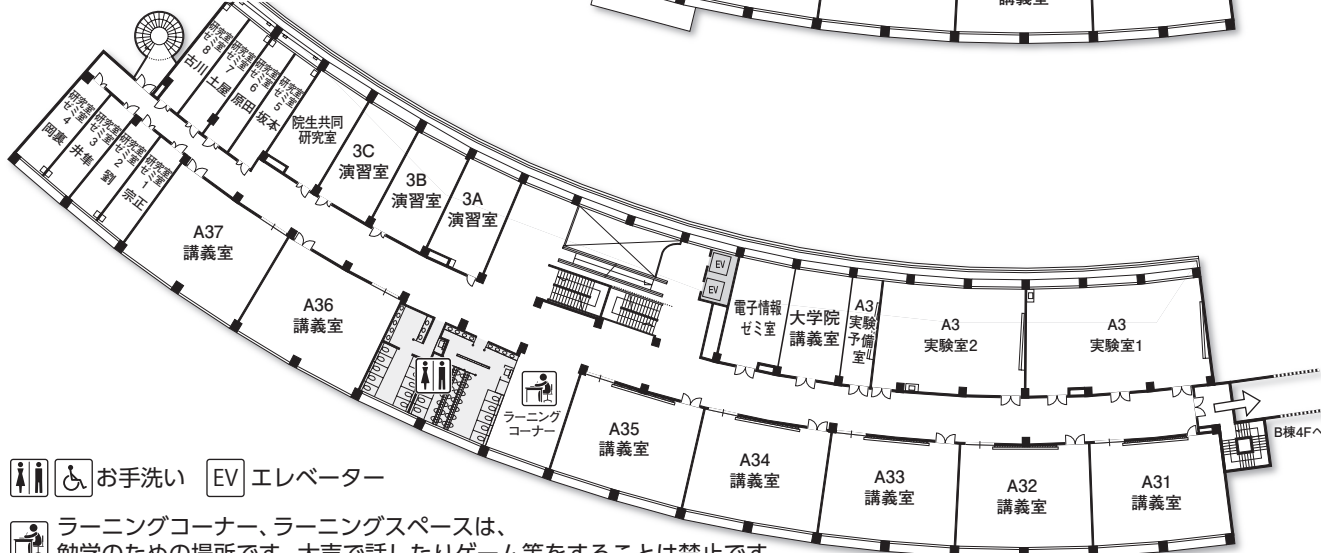 講義室
研究室
ゼミ室
8
古川
研究室
ゼミ室
7
土屋
研究室
ゼミ室
6
原田
研究室
ゼミ室
5
坂本
院生共同
研究室
3C
演習室
3B
演習室
3A
演習室
研究室
ゼミ室
4
岡裏
研究室
ゼミ室
3
井隼
研究室
ゼミ室
2
劉
研究室
ゼミ室
1
宗正
A37
講義室
A36
講義室
EV
EV
電子情報
ゼミ室
大学院
講義室
A3
実験
予備
室
A3
実験室2
A3
実験室1
ラーニング
コーナー
A35
講義室
A34
講義室
A33
講義室
A32
講義室
A31
講義室
B棟4Fへ
お手洗い EV エレベーター
ラーニングコーナー、ラーニングスペースは、
勉学のための場所です。大声で話したりゲーム等をすることは禁止です。